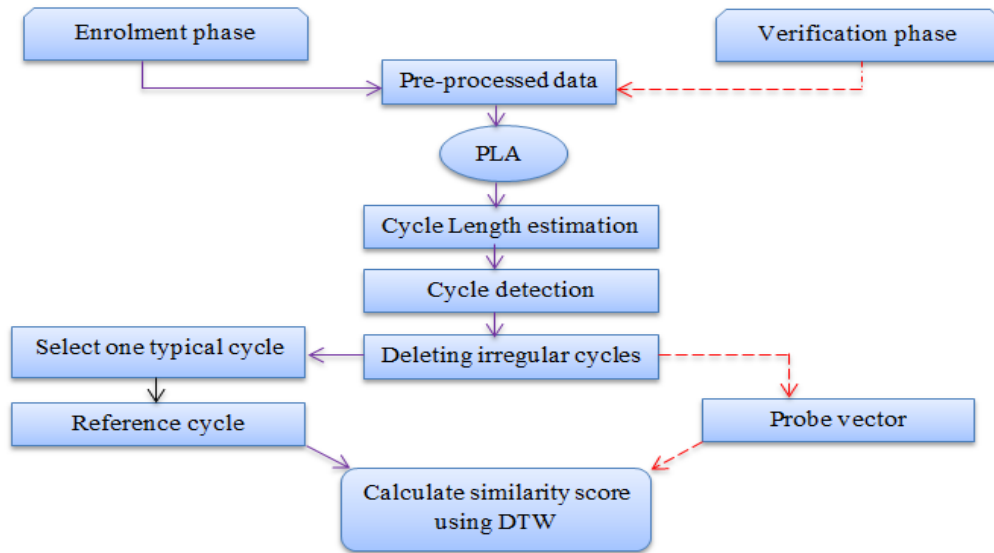 Enrolment phase
Verification phase
Pre-processed data
PLA
Cycle Length estimation
Cycle detection
Select one typical cycle
Deleting irregular cycles
Reference cycle
Probe vector
Calculate similarity score
using DTW